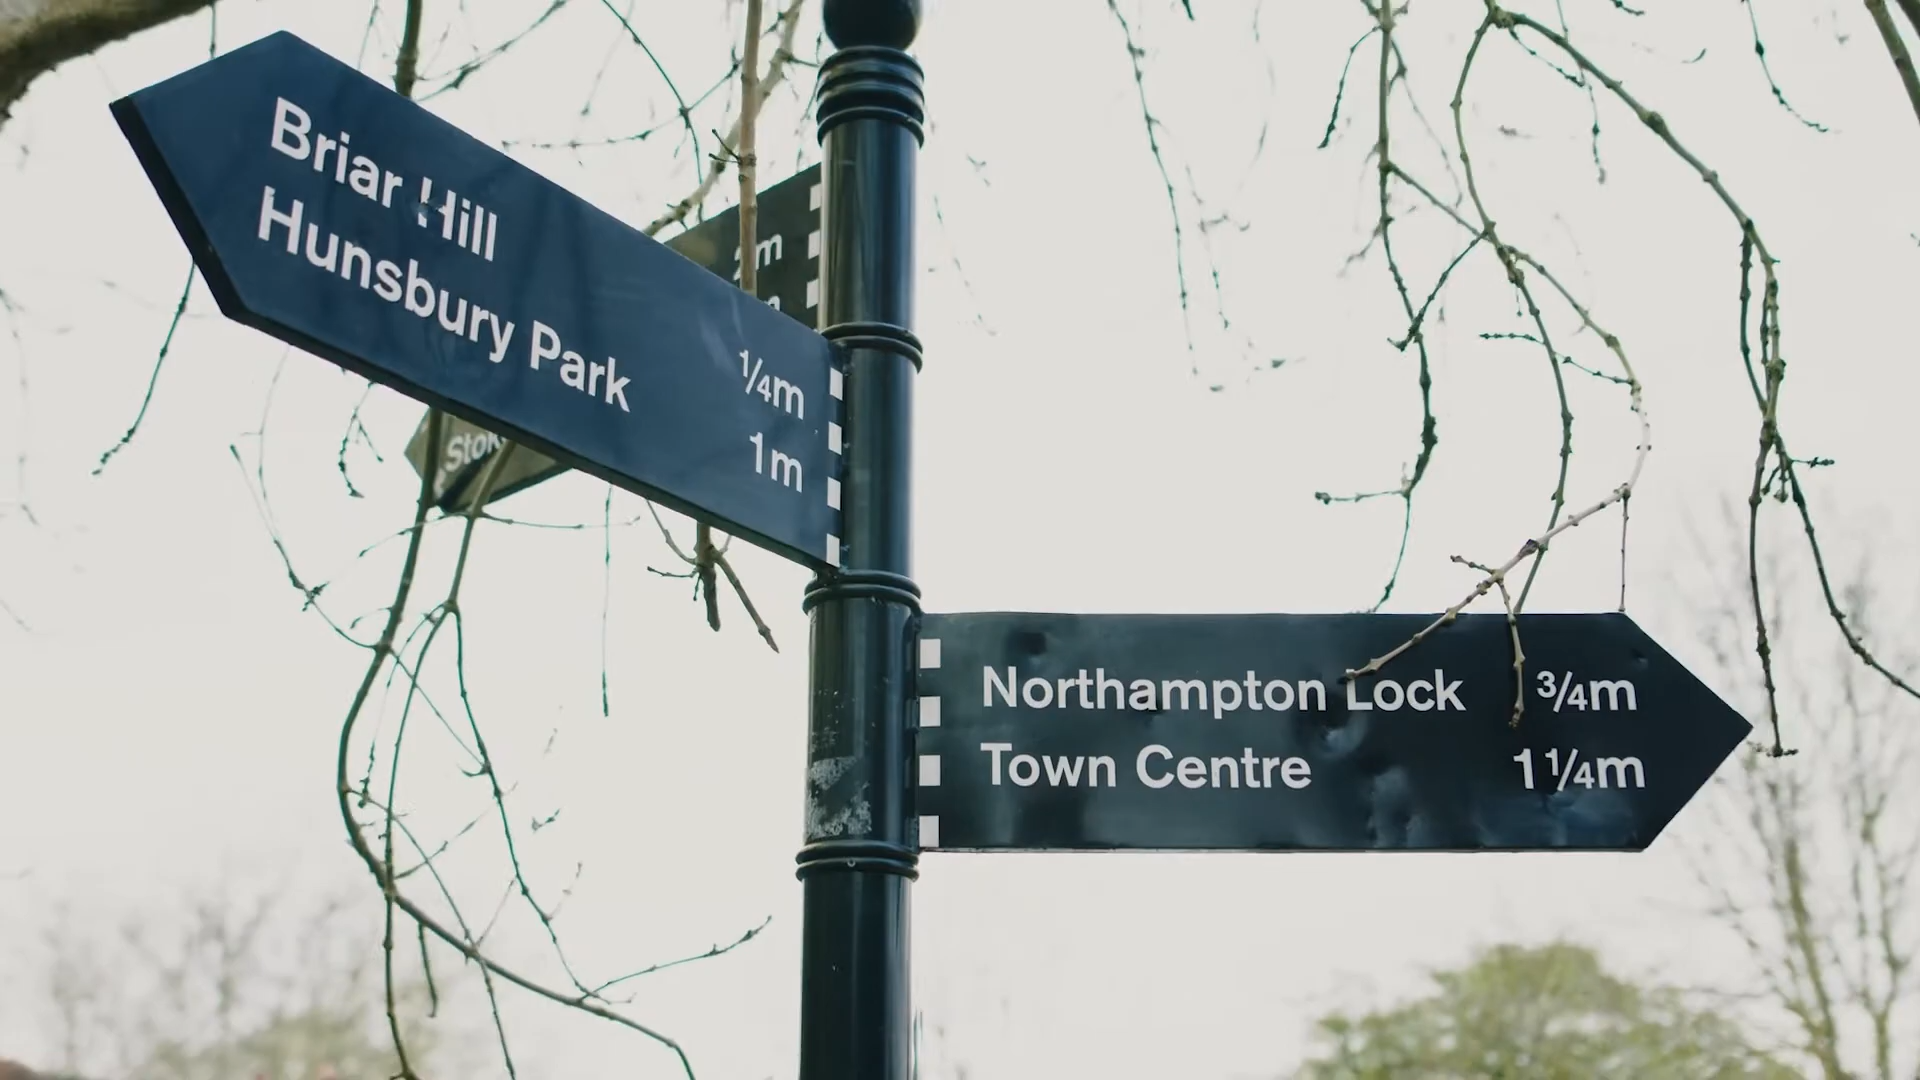 Briar Hill ¼m
Hunsbury Park 1m
Northampton Lock ¾m
Town Centre 1¼m